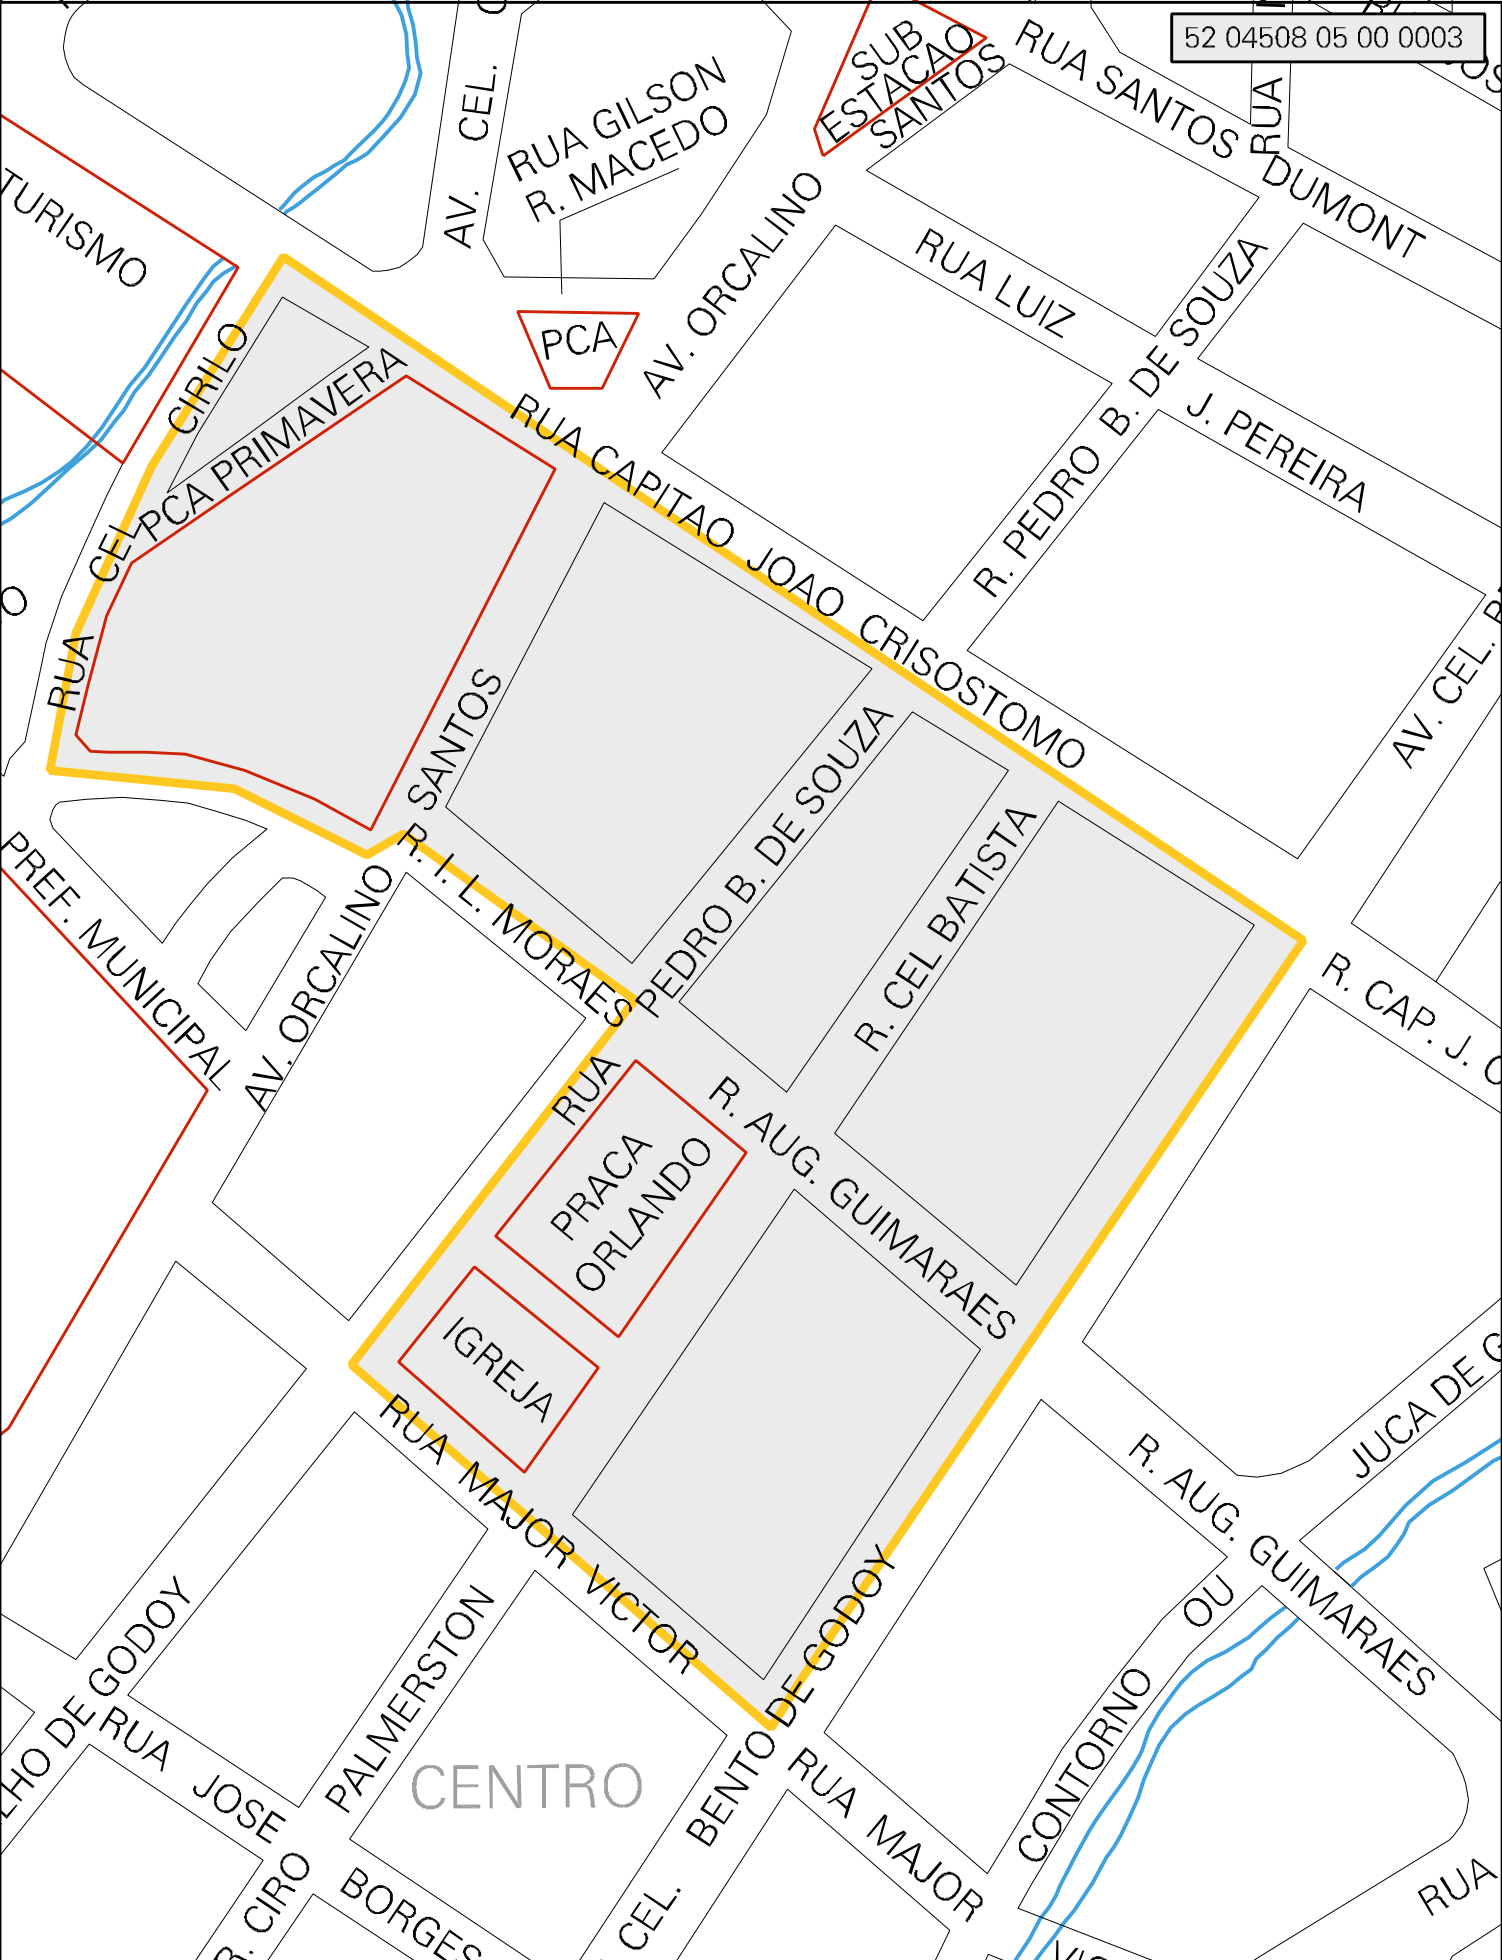 52 04508 05 00 0003
SUB
ESTACAO
SANTOS
RUA SANTOS DUMONT
RUA
AV. CEL.
RUA GILSON
R. MACEDO
TURISMO
AV. ORCALINO
RUA LUIZ
J. PEREIRA
R. PEDRO B. DE SOUZA
PCA
RUA CEL CIRILO
PCA PRIMAVERA
RUA CAPITAO JOAO CRISOSTOMO
AV. CEL.
SANTOS
RUA PEDRO B. DE SOUZA
R. CEL BATISTA
R. I. L. MORAES
PREF. MUNICIPAL
AV. ORCALINO
R. CAP. J.
PRACA
ORLANDO
R. AUG. GUIMARAES
IGREJA
JUCA DE
RUA MAJOR VICTOR
R. AUG. GUIMARAES
OU
CONTORNO
DE GODOY
PALMERSTON
CEL. BENTO DE GODOY
RUA JOSE BORGES
CENTRO
RUA MAJOR
R. CIRO
RUA